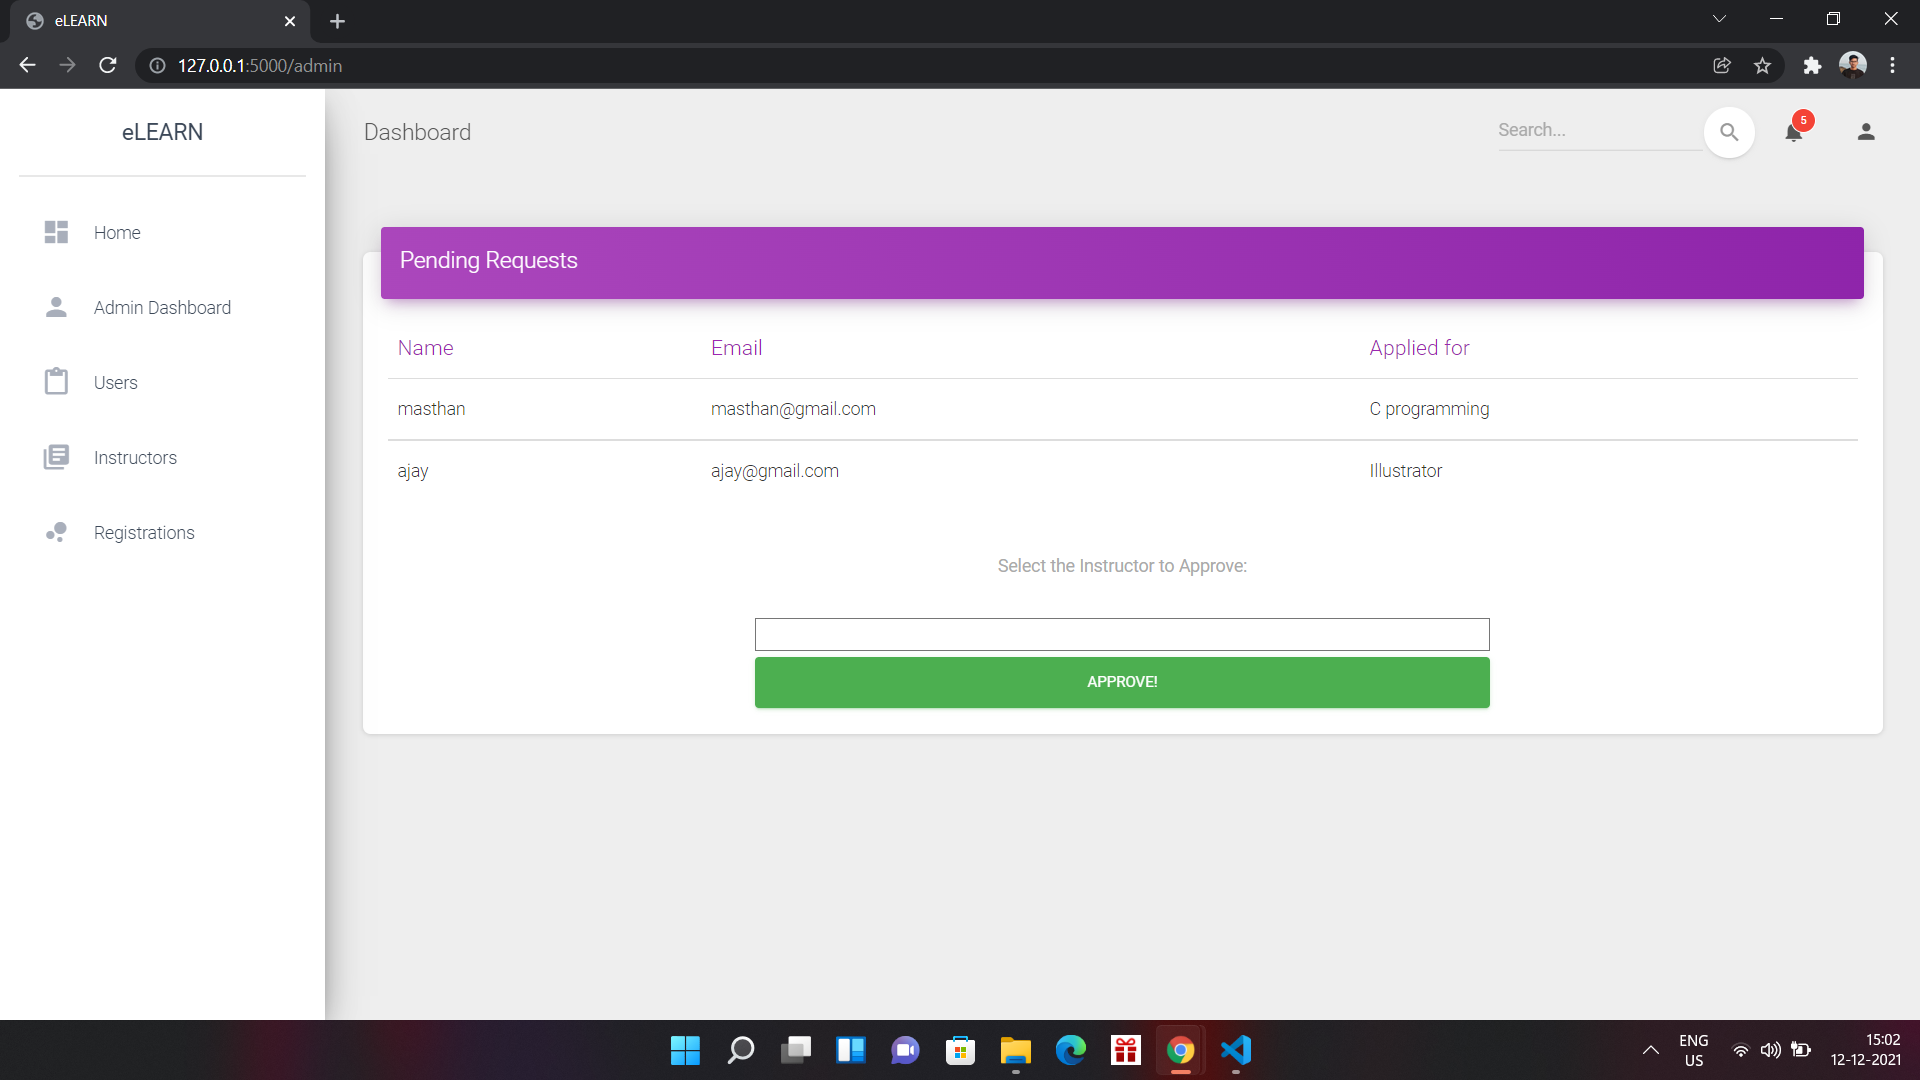 eLEARN
127.0.0.1:5000/admin
eLEARN
Dashboard
Search...
5
Home
Admin Dashboard
Users
Instructors
Registrations
Pending Requests
Name Email Applied for
masthan masthan@gmail.com C programming
ajay ajay@gmail.com Illustrator
Select the Instructor to Approve:
APPROVE!
ENG
US
15:02
12-12-2021